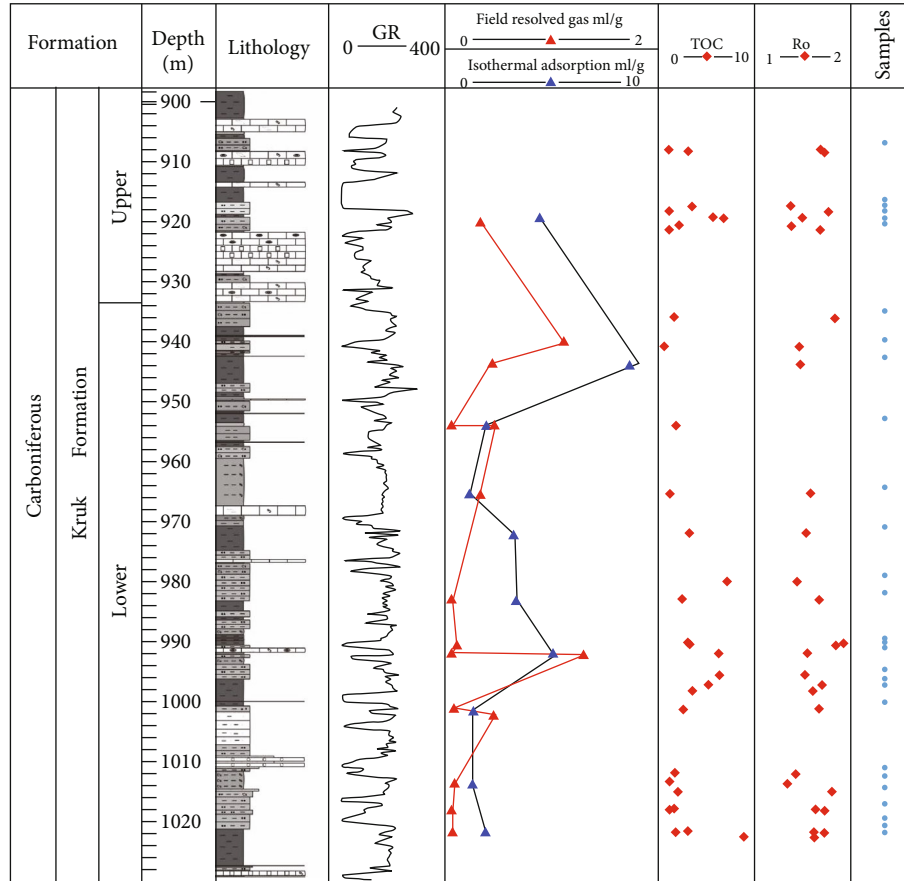 Formation
Depth
(m)
Lithology
GR
0 400
Field resolved gas ml/g
0 2
Isothermal adsorption ml/g
0 10
TOC
0 10
Ro
1 2
Samples
Carboniferous
Kruk Formation
Upper
Lower
900
910
920
930
940
950
960
970
980
990
1000
1010
1020